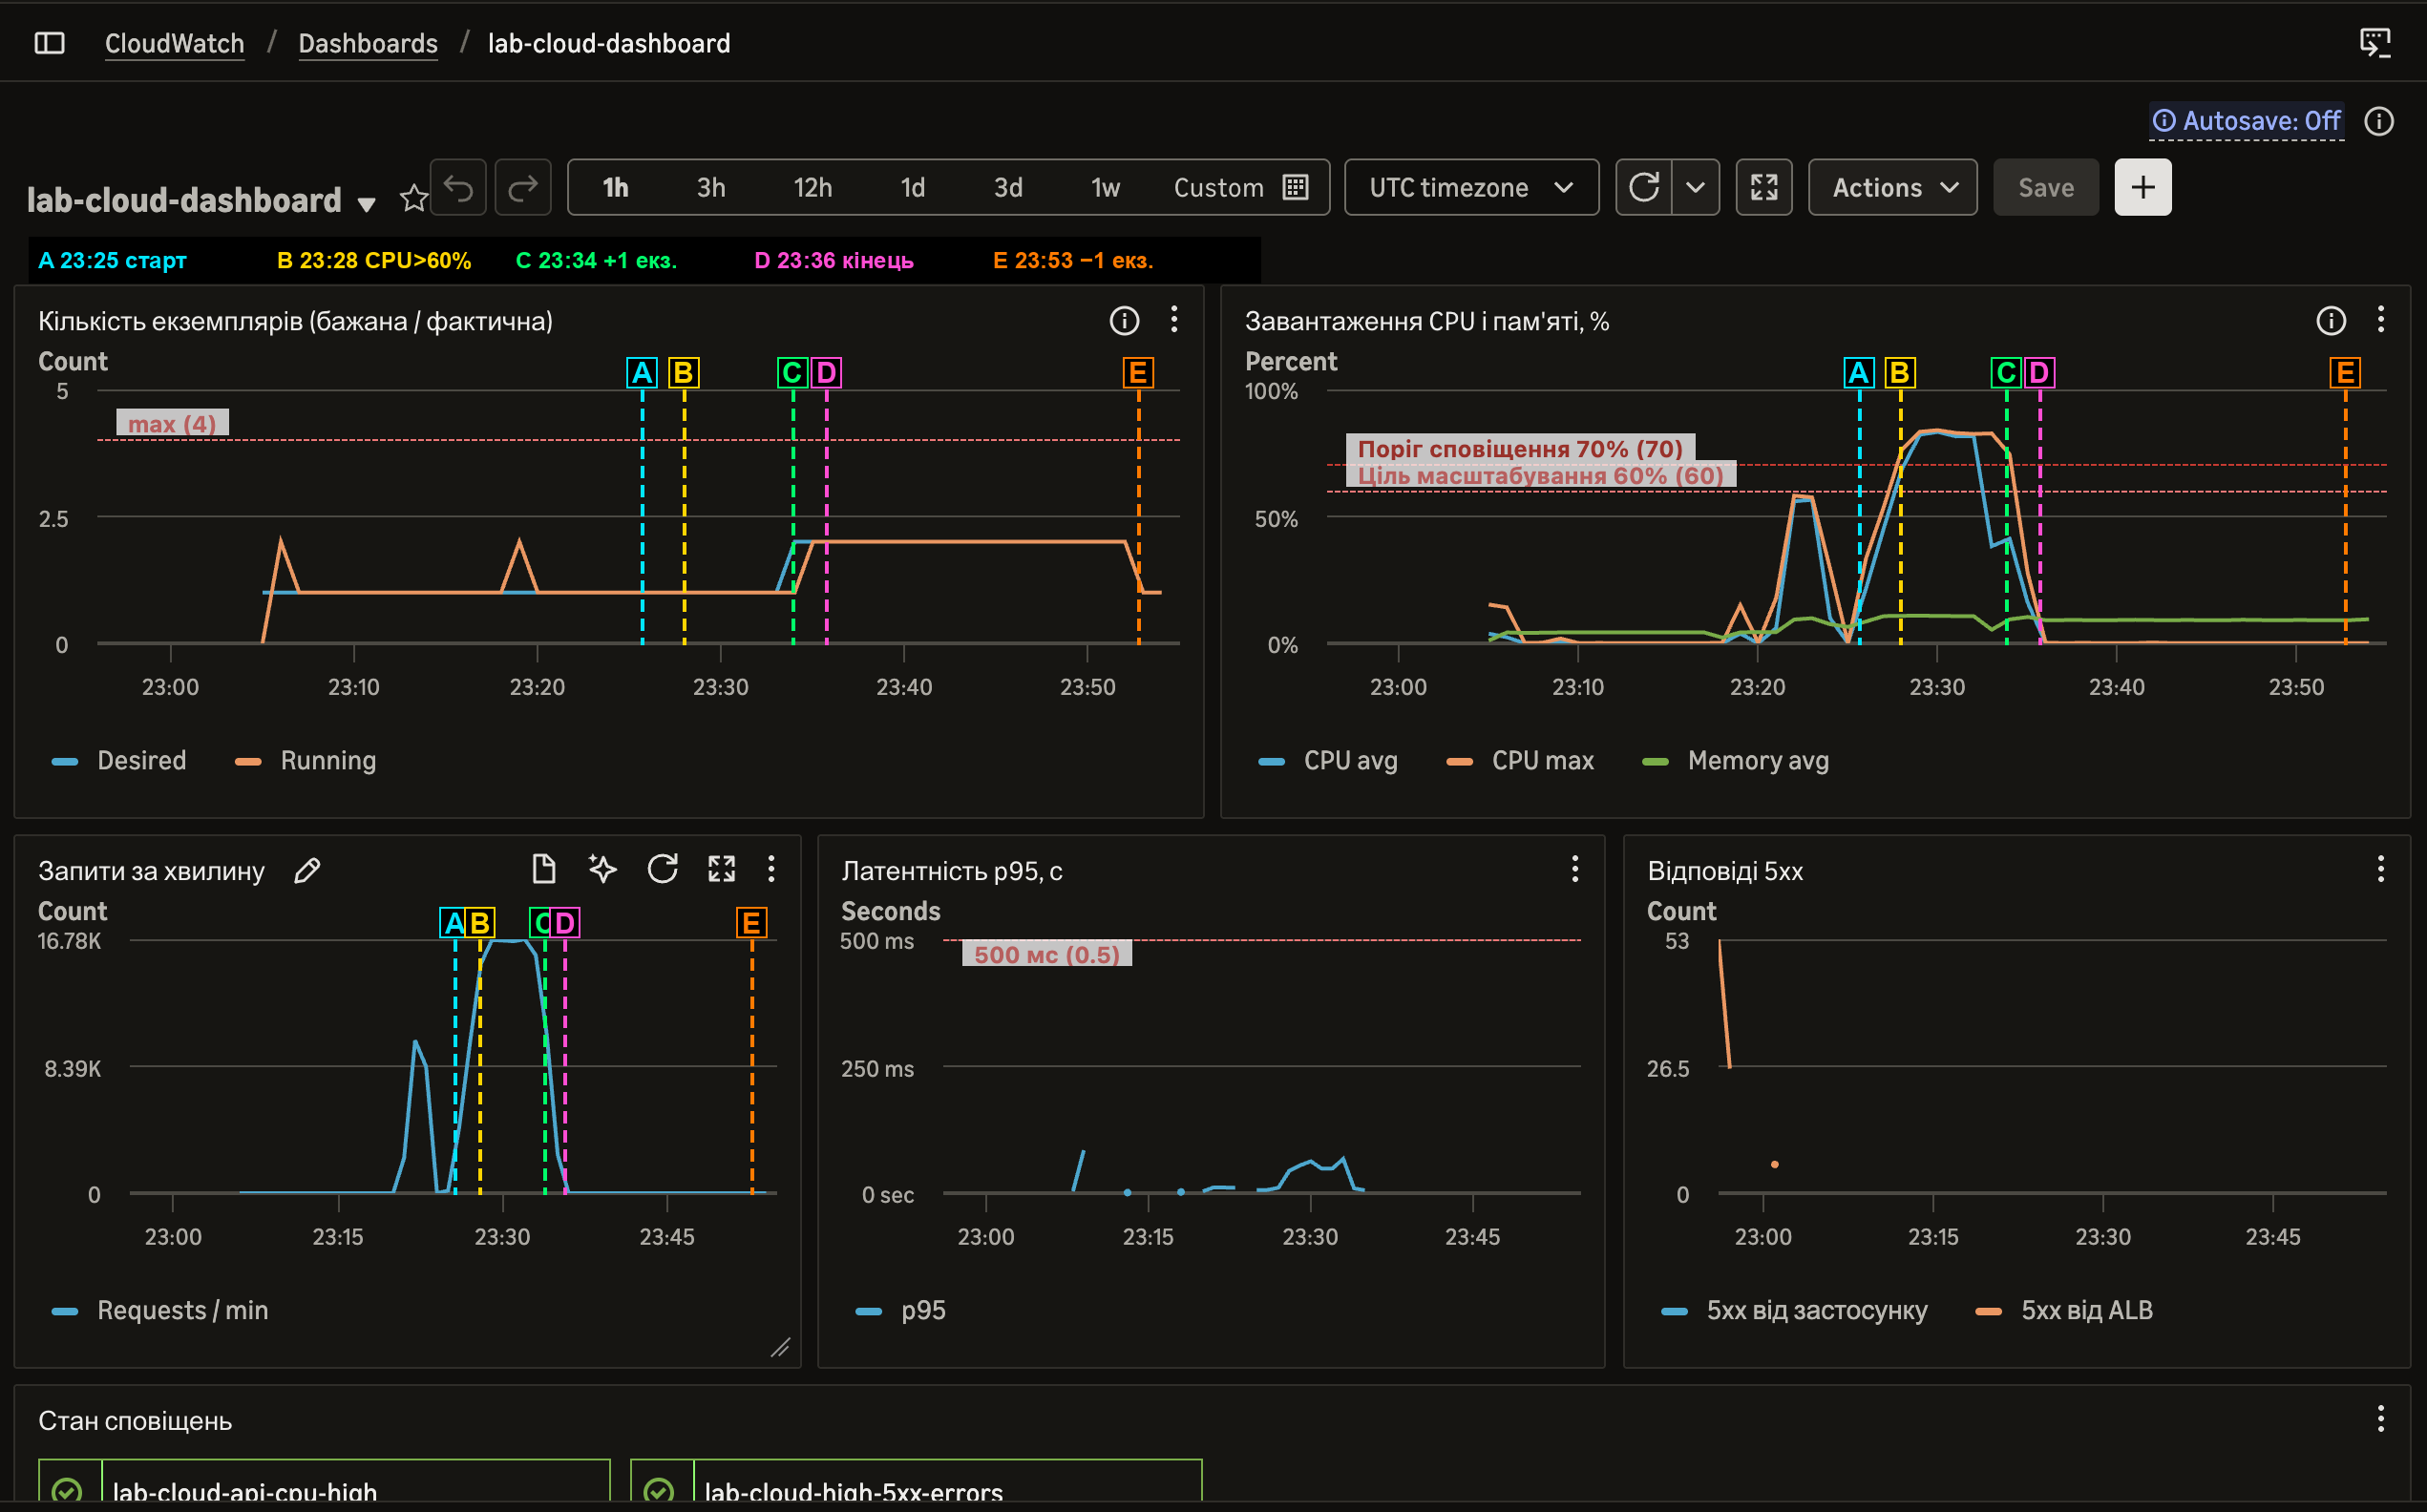 CloudWatch / Dashboards / lab-cloud-dashboard
Autosave: Off
lab-cloud-dashboard
1h 3h 12h 1d 3d 1w Custom
UTC timezone
Actions
Save
A 23:25 старт B 23:28 CPU>60% C 23:34 +1 екз. D 23:36 кінець E 23:53 −1 екз.
Кількість екземплярів (бажана / фактична)
Count
A B C D E
5
max (4)
2.5
0
23:00 23:10 23:20 23:30 23:40 23:50
Desired Running
Завантаження CPU і пам'яті, %
Percent
A B C D E
100%
Поріг сповіщення 70% (70)
Ціль масштабування 60% (60)
50%
0%
23:00 23:10 23:20 23:30 23:40 23:50
CPU avg CPU max Memory avg
Запити за хвилину
Count
A B C D E
16.78K
8.39K
0
23:00 23:15 23:30 23:45
Requests / min
Латентність p95, с
Seconds
500 ms
500 мс (0.5)
250 ms
0 sec
23:00 23:15 23:30 23:45
p95
Відповіді 5xx
Count
53
26.5
0
23:00 23:15 23:30 23:45
5xx від застосунку 5xx від ALB
Стан сповіщень
lab-cloud-api-cpu-high
lab-cloud-high-5xx-errors